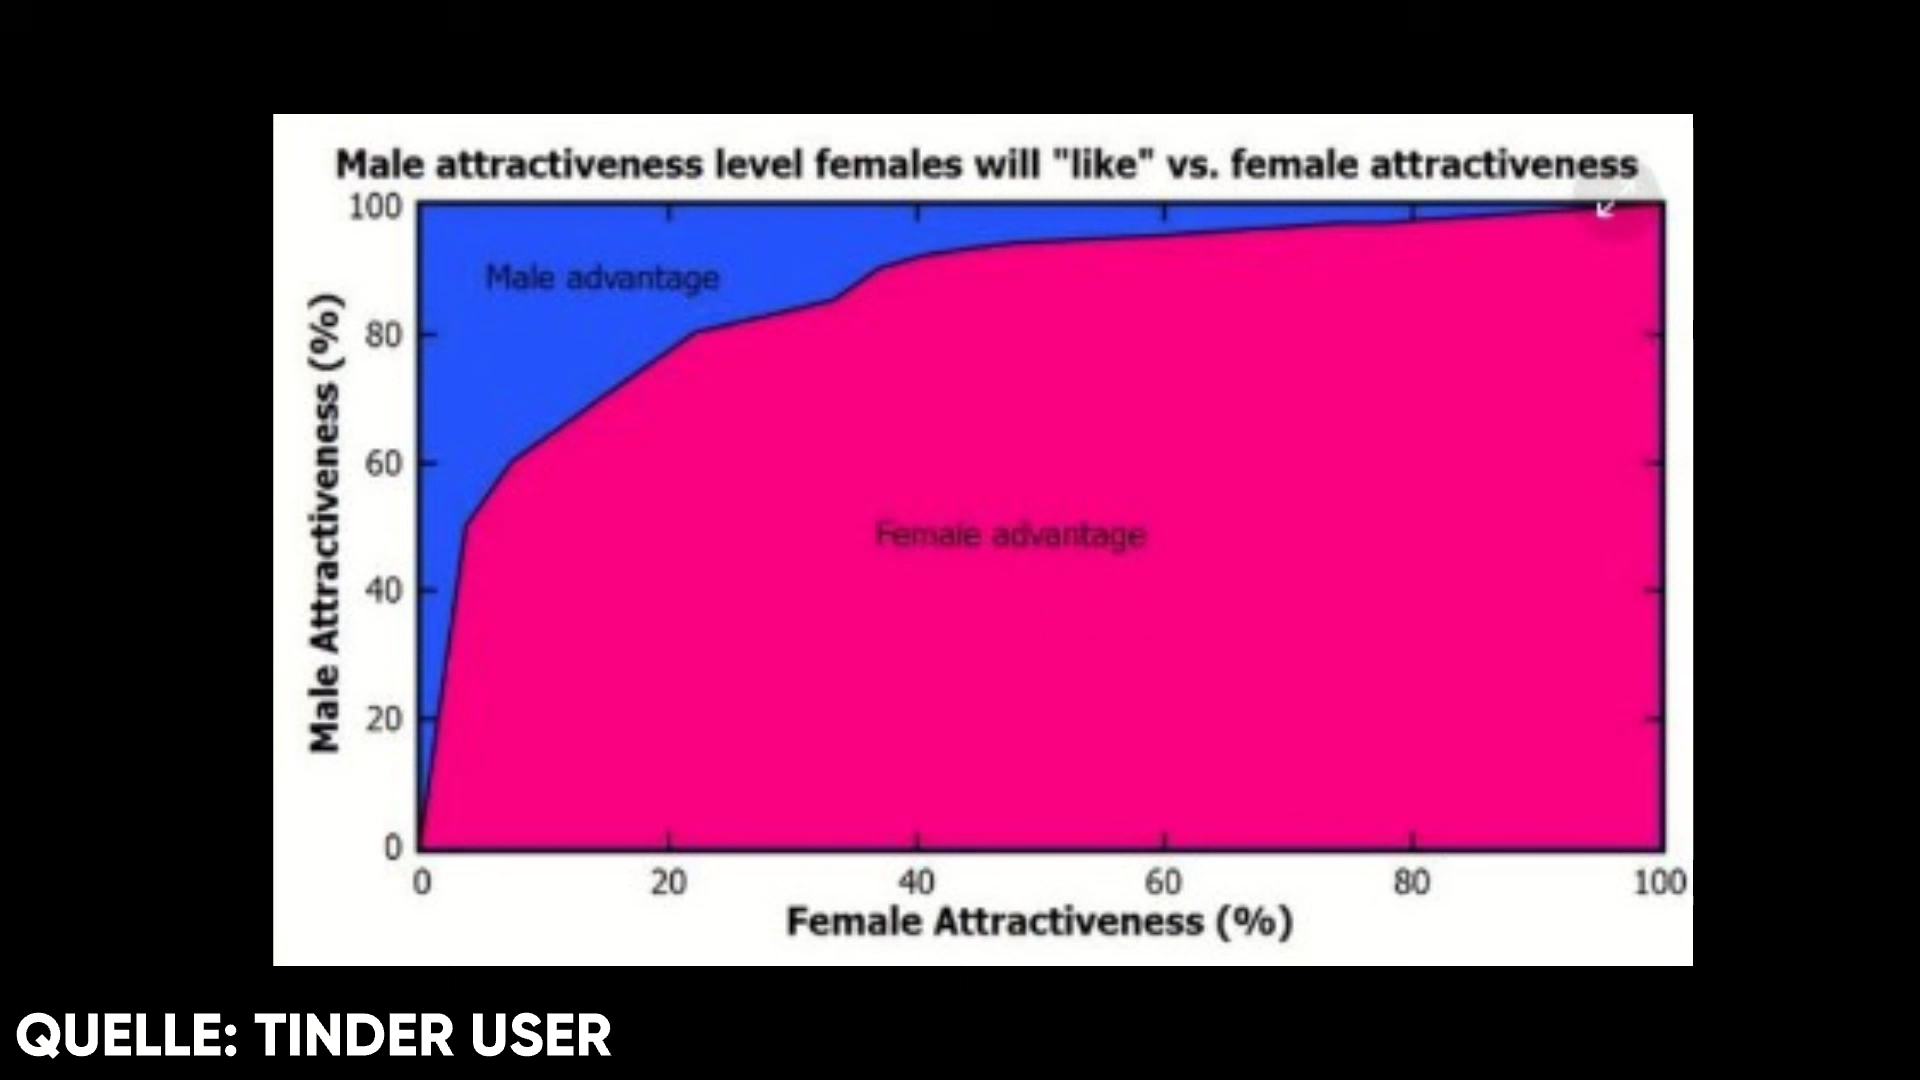 Male attractiveness level females will "like" vs. female attractiveness
100
80
60
40
20
0
Male Attractiveness (%)
Male advantage
Female advantage
0 20 40 60 80 100
Female Attractiveness (%)
QUELLE: TINDER USER